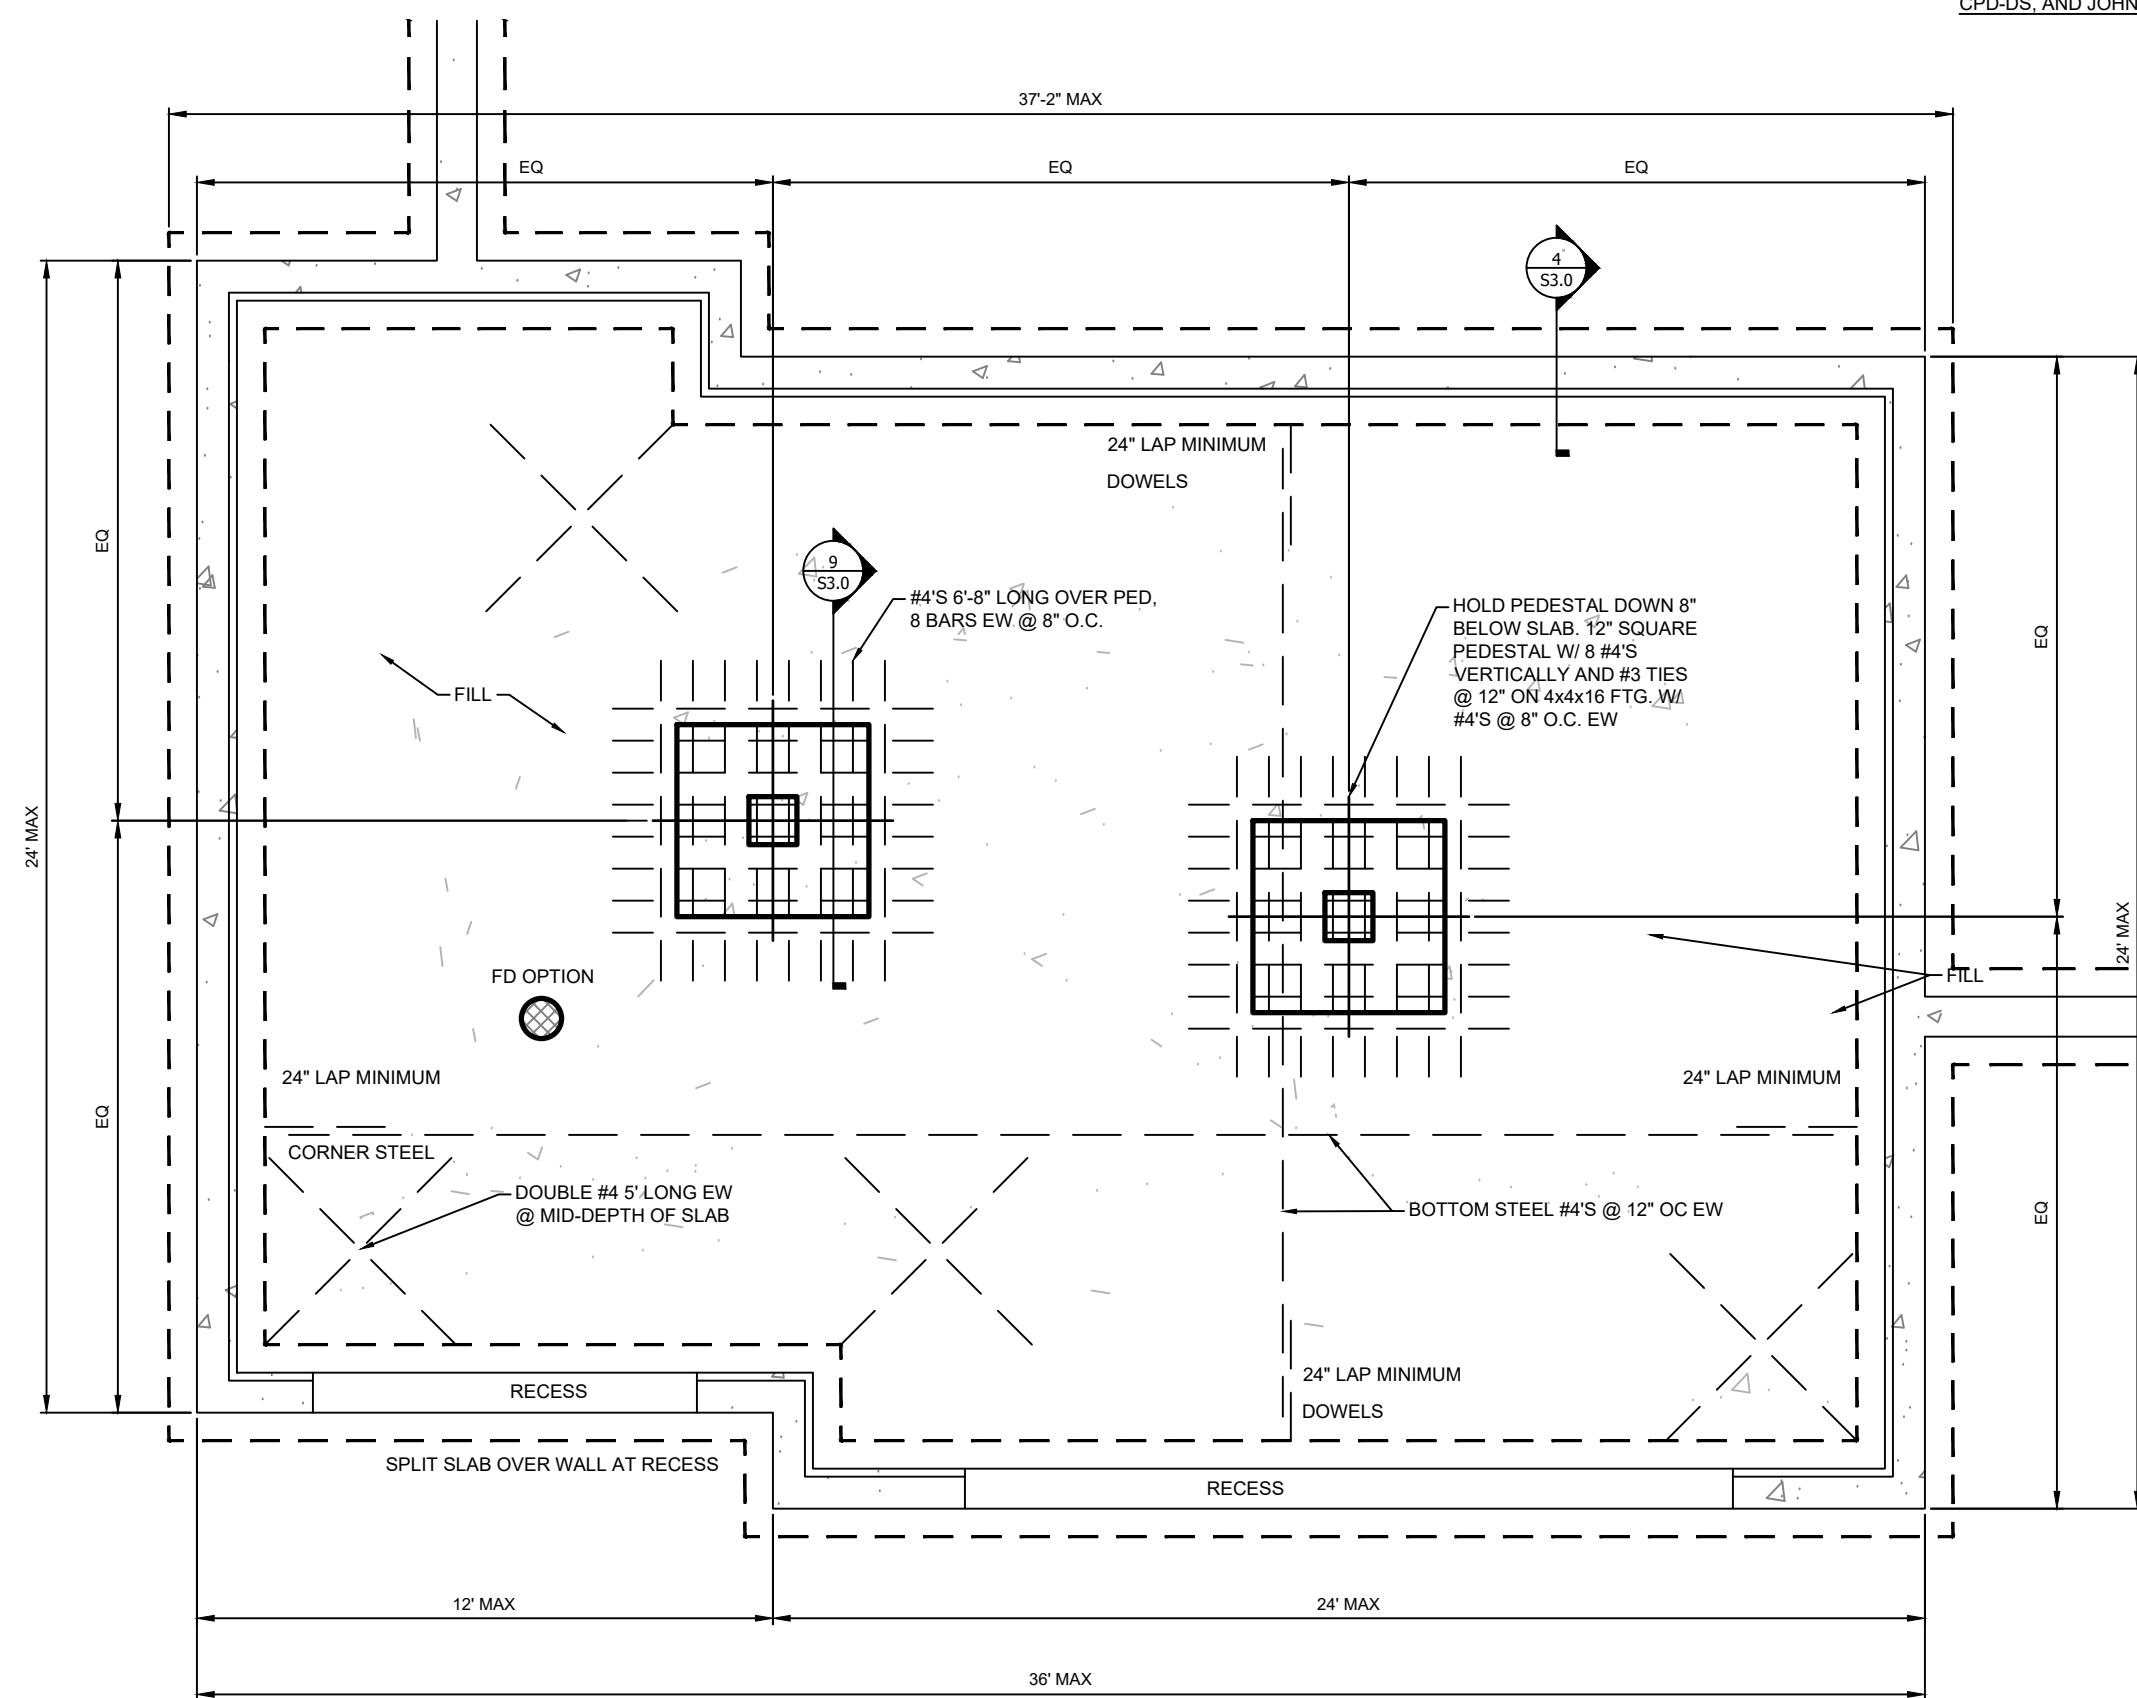 CPD-DS, AND JOHN
37'-2" MAX
EQ
EQ
EQ
4
S3.0
24" LAP MINIMUM
DOWELS
EQ
9
S3.0
#4'S 6'-8" LONG OVER PED,
8 BARS EW @ 8" O.C.
HOLD PEDESTAL DOWN 8"
BELOW SLAB. 12" SQUARE
PEDESTAL W/ 8 #4'S
VERTICALLY AND #3 TIES
@ 12" ON 4x4x16 FTG. W/
#4'S @ 8" O.C. EW
EQ
FILL
24' MAX
24' MAX
FD OPTION
FILL
24" LAP MINIMUM
24" LAP MINIMUM
EQ
CORNER STEEL
DOUBLE #4 5' LONG EW
@ MID-DEPTH OF SLAB
BOTTOM STEEL #4'S @ 12" OC EW
EQ
24" LAP MINIMUM
DOWELS
RECESS
SPLIT SLAB OVER WALL AT RECESS
RECESS
12' MAX
24' MAX
36' MAX